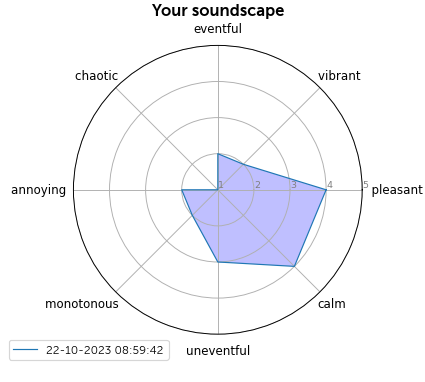 Your soundscape
eventful
chaotic
vibrant
annoying
1
2
3
4
5
pleasant
monotonous
calm
22-10-2023 08:59:42
uneventful